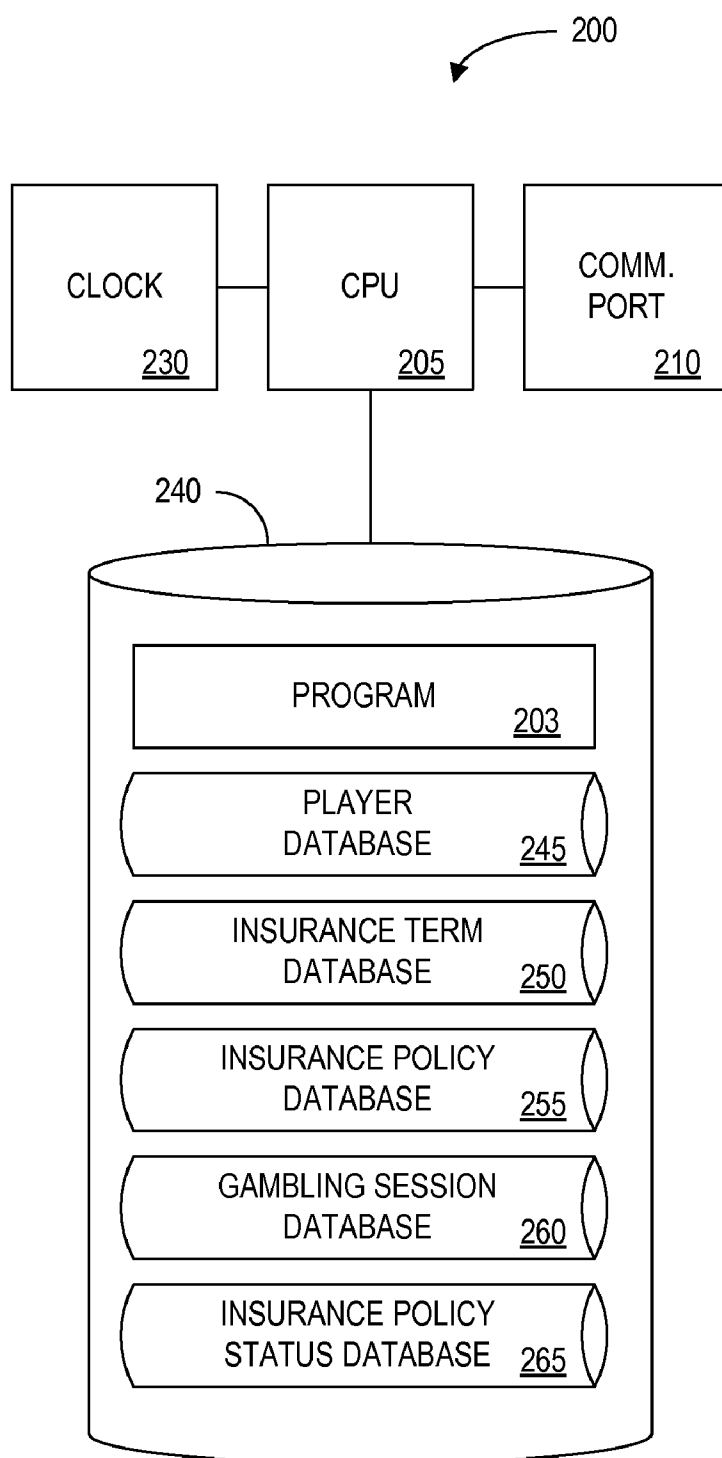 200
CLOCK
230
CPU
205
COMM.
PORT
210
240
PROGRAM
203
PLAYER
DATABASE
245
INSURANCE TERM
DATABASE
250
INSURANCE POLICY
DATABASE
255
GAMBLING SESSION
DATABASE
260
INSURANCE POLICY
STATUS DATABASE
265